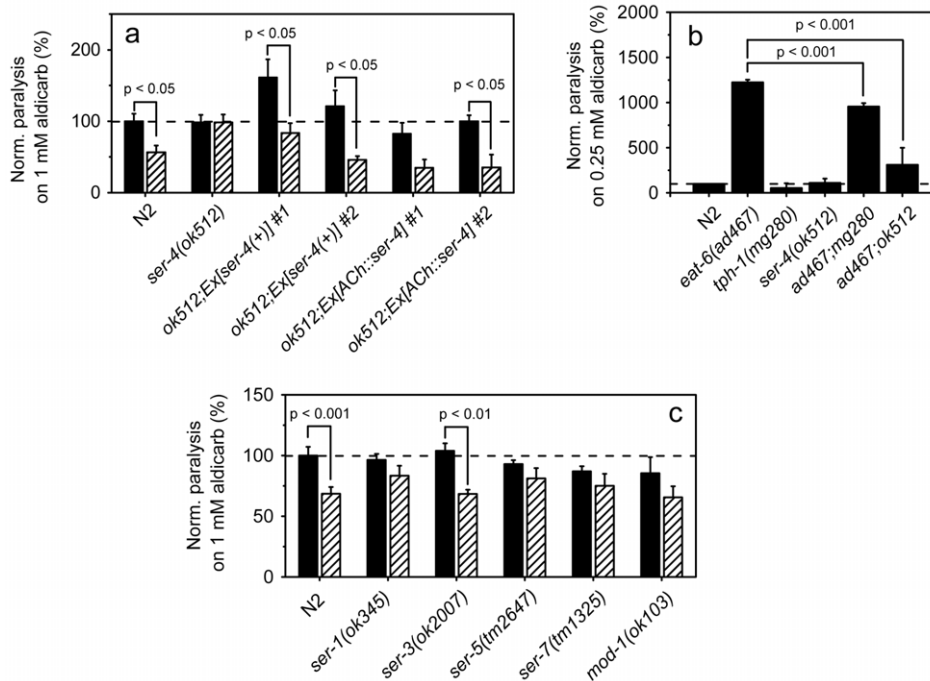 a
Norm. paralysis
on 1 mM aldicarb (%)
200
100
0
p < 0.05
p < 0.05
p < 0.05
p < 0.05
N2
ser-4(ok512)
ok512;Ex[ser-4(+)] #1
ok512;Ex[ser-4(+)] #2
ok512;Ex[ACh::ser-4] #1
ok512;Ex[ACh::ser-4] #2
b
Norm. paralysis
on 0.25 mM aldicarb (%)
2000
1500
1000
500
0
p < 0.001
p < 0.001
N2
eat-6(ad467)
tph-1(mg280)
ser-4(ok512)
ad467;mg280
ad467;ok512
c
Norm. paralysis
on 1 mM aldicarb (%)
150
100
50
0
p < 0.001
p < 0.01
N2
ser-1(ok345)
ser-3(ok2007)
ser-5(tm2647)
ser-7(tm1325)
mod-1(ok103)